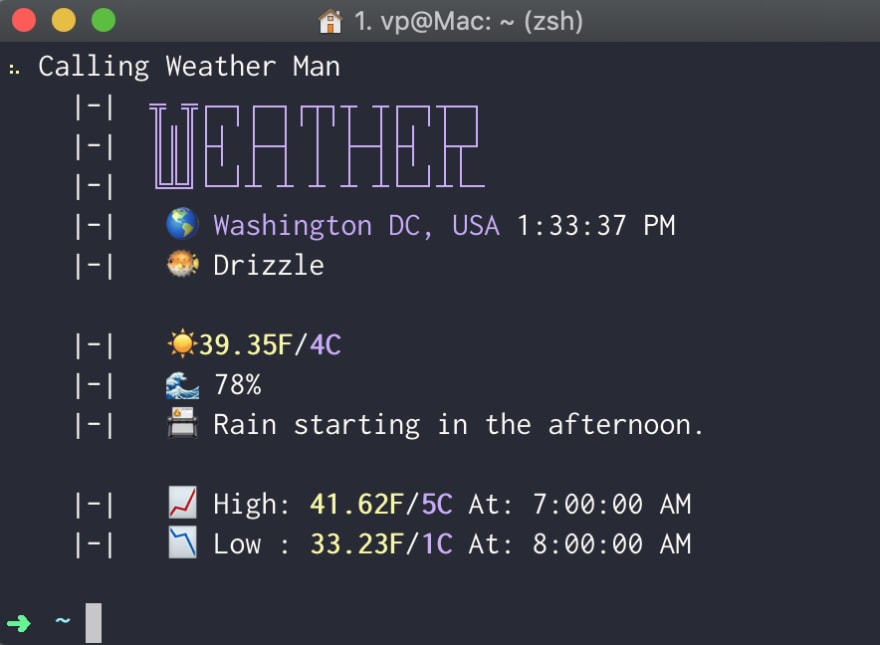 🏠 1. vp@Mac: ~ (zsh)
⠦ Calling Weather Man
|-|
|-| WEATHER
|-|
|-| 🌎 Washington DC, USA 1:33:37 PM
|-| 🐡 Drizzle
|-| ☀️39.35F/4C
|-| 🌊 78%
|-| 📠 Rain starting in the afternoon.
|-| 📈 High: 41.62F/5C At: 7:00:00 AM
|-| 📉 Low : 33.23F/1C At: 8:00:00 AM
➜ ~